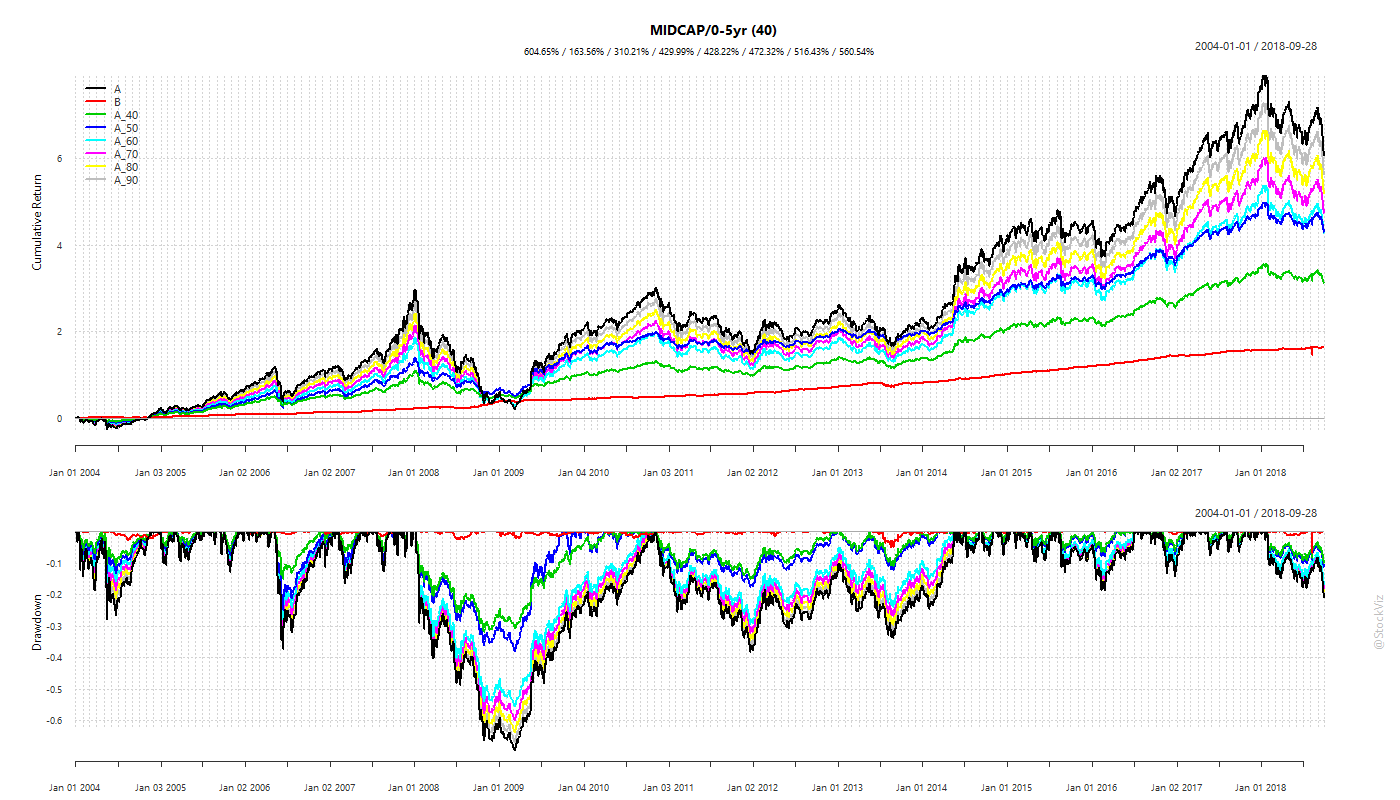 MIDCAP/0-5yr (40)
604.65% / 163.56% / 310.21% / 429.99% / 428.22% / 472.32% / 516.43% / 560.54%
2004-01-01 / 2018-09-28
A
B
A_40
A_50
A_60
A_70
A_80
A_90
Cumulative Return
6
4
2
0
Jan 01 2004 Jan 03 2005 Jan 02 2006 Jan 02 2007 Jan 01 2008 Jan 01 2009 Jan 04 2010 Jan 03 2011 Jan 02 2012 Jan 01 2013 Jan 01 2014 Jan 01 2015 Jan 01 2016 Jan 02 2017 Jan 01 2018
2004-01-01 / 2018-09-28
Drawdown
-0.1
-0.2
-0.3
-0.4
-0.5
-0.6
Jan 01 2004 Jan 03 2005 Jan 02 2006 Jan 02 2007 Jan 01 2008 Jan 01 2009 Jan 04 2010 Jan 03 2011 Jan 02 2012 Jan 01 2013 Jan 01 2014 Jan 01 2015 Jan 01 2016 Jan 02 2017 Jan 01 2018
@StockViz